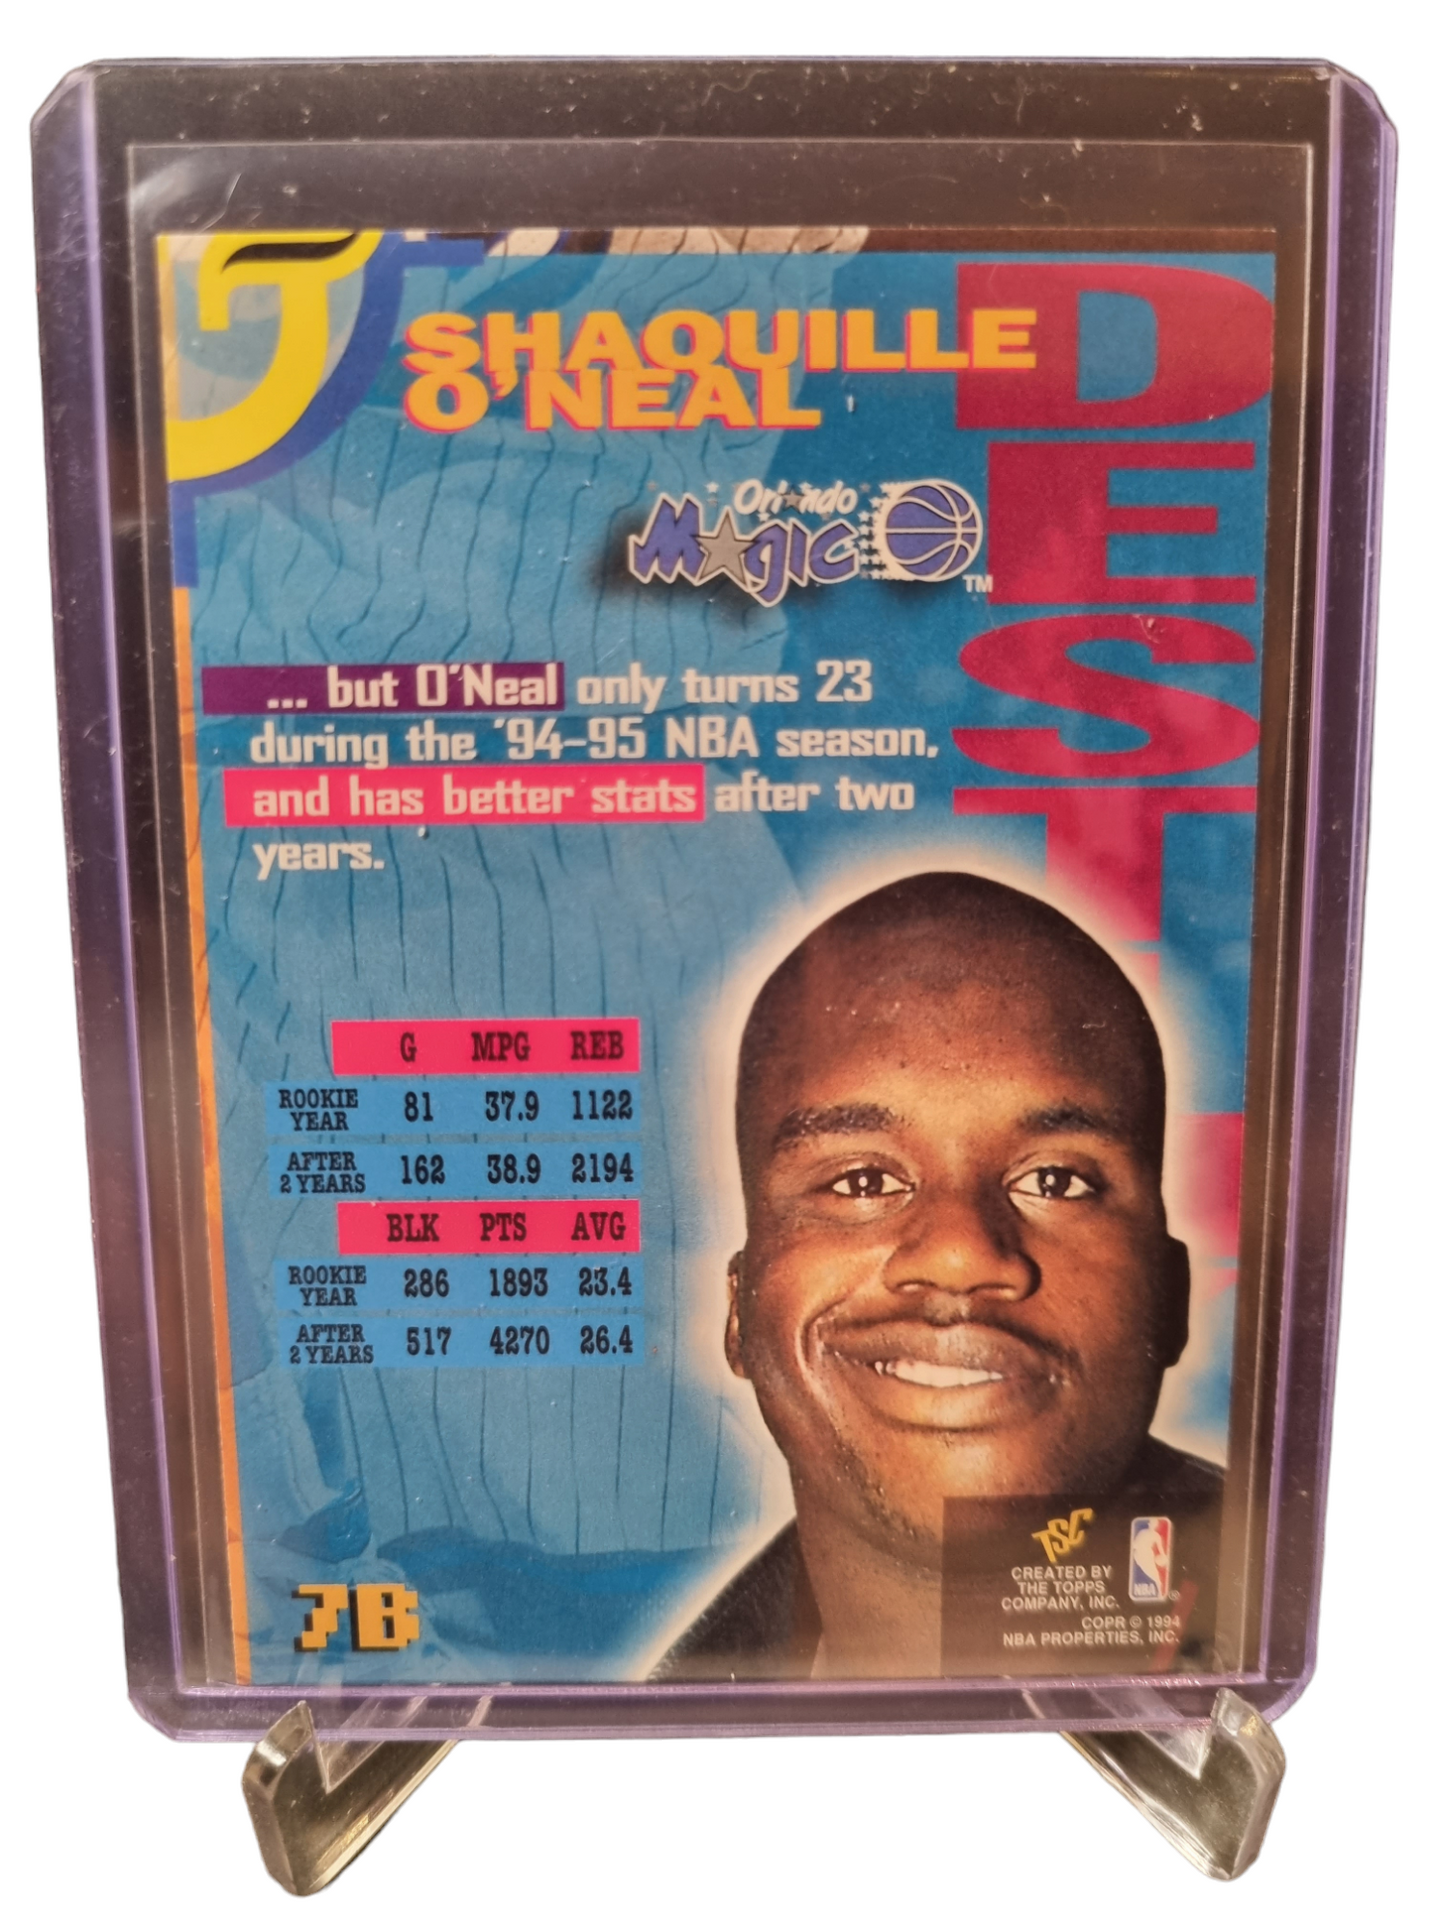 SHAQUILLE
O'NEAL
Orlando
Magic
TM
DEST
... but O'Neal only turns 23
during the '94-95 NBA season,
and has better stats after two
years.
G MPG REB
ROOKIE YEAR 81 37.9 1122
AFTER 2 YEARS 162 38.9 2194
BLK PTS AVG
ROOKIE YEAR 286 1893 23.4
AFTER 2 YEARS 517 4270 26.4
7B
TSC
NBA ®
CREATED BY
THE TOPPS
COMPANY, INC.
COPR © 1994
NBA PROPERTIES, INC.